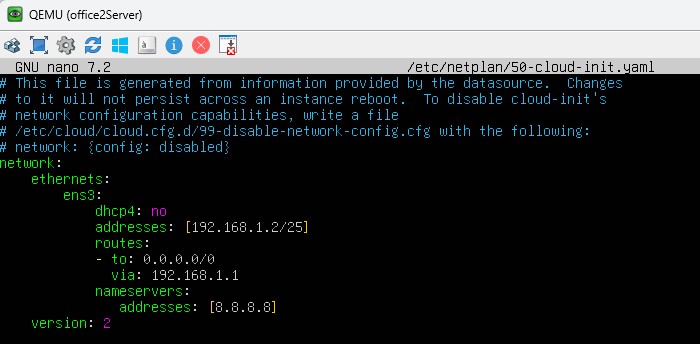 QEMU (office2Server)
GNU nano 7.2 /etc/netplan/50-cloud-init.yaml
# This file is generated from information provided by the datasource.  Changes
# to it will not persist across an instance reboot.  To disable cloud-init's
# network configuration capabilities, write a file
# /etc/cloud/cloud.cfg.d/99-disable-network-config.cfg with the following:
# network: {config: disabled}
network:
    ethernets:
        ens3:
            dhcp4: no
            addresses: [192.168.1.2/25]
            routes:
            - to: 0.0.0.0/0
              via: 192.168.1.1
            nameservers:
               addresses: [8.8.8.8]
    version: 2